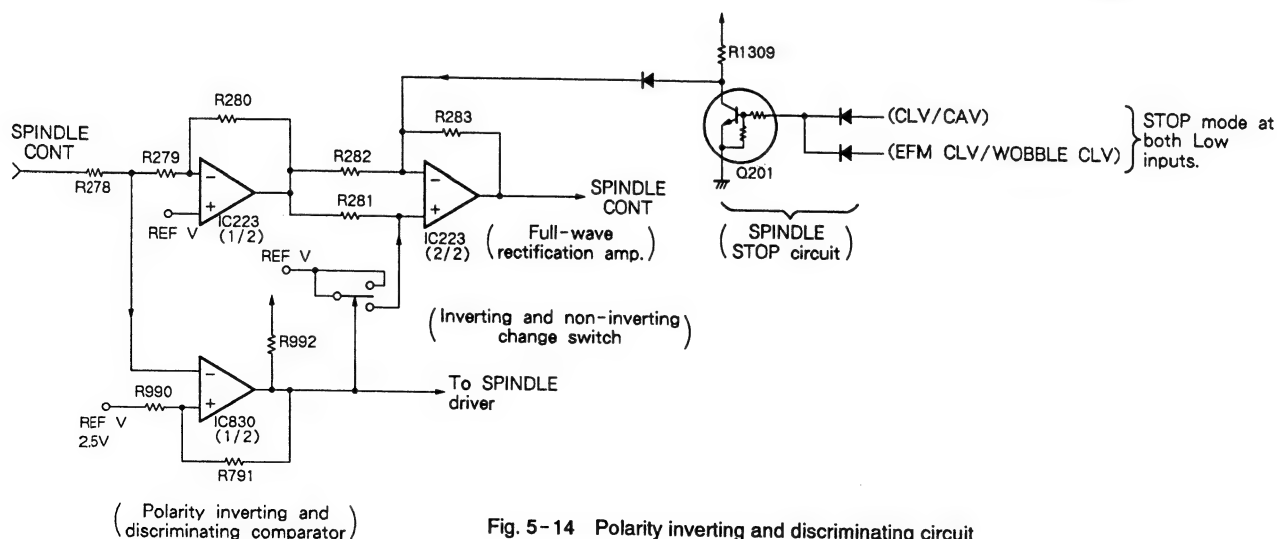 R1309
R280
R283
SPINDLE
CONT
(CLV/CAV)
STOP mode at
both Low
inputs.
R279
R282
R278
(EFM CLV/WOBBLE CLV)
Q201
R281
SPINDLE
CONT
IC223
(1/2)
REF V
IC223
(2/2)
(Full-wave
rectification amp.)
(SPINDLE
STOP circuit)
REF V
(Inverting and non-inverting
change switch)
R992
To SPINDLE
driver
R990
REF V
2.5V
IC830
(1/2)
R791
(Polarity inverting and
discriminating comparator)
Fig. 5-14 Polarity inverting and discriminating circuit
-
+
-
+
-
+